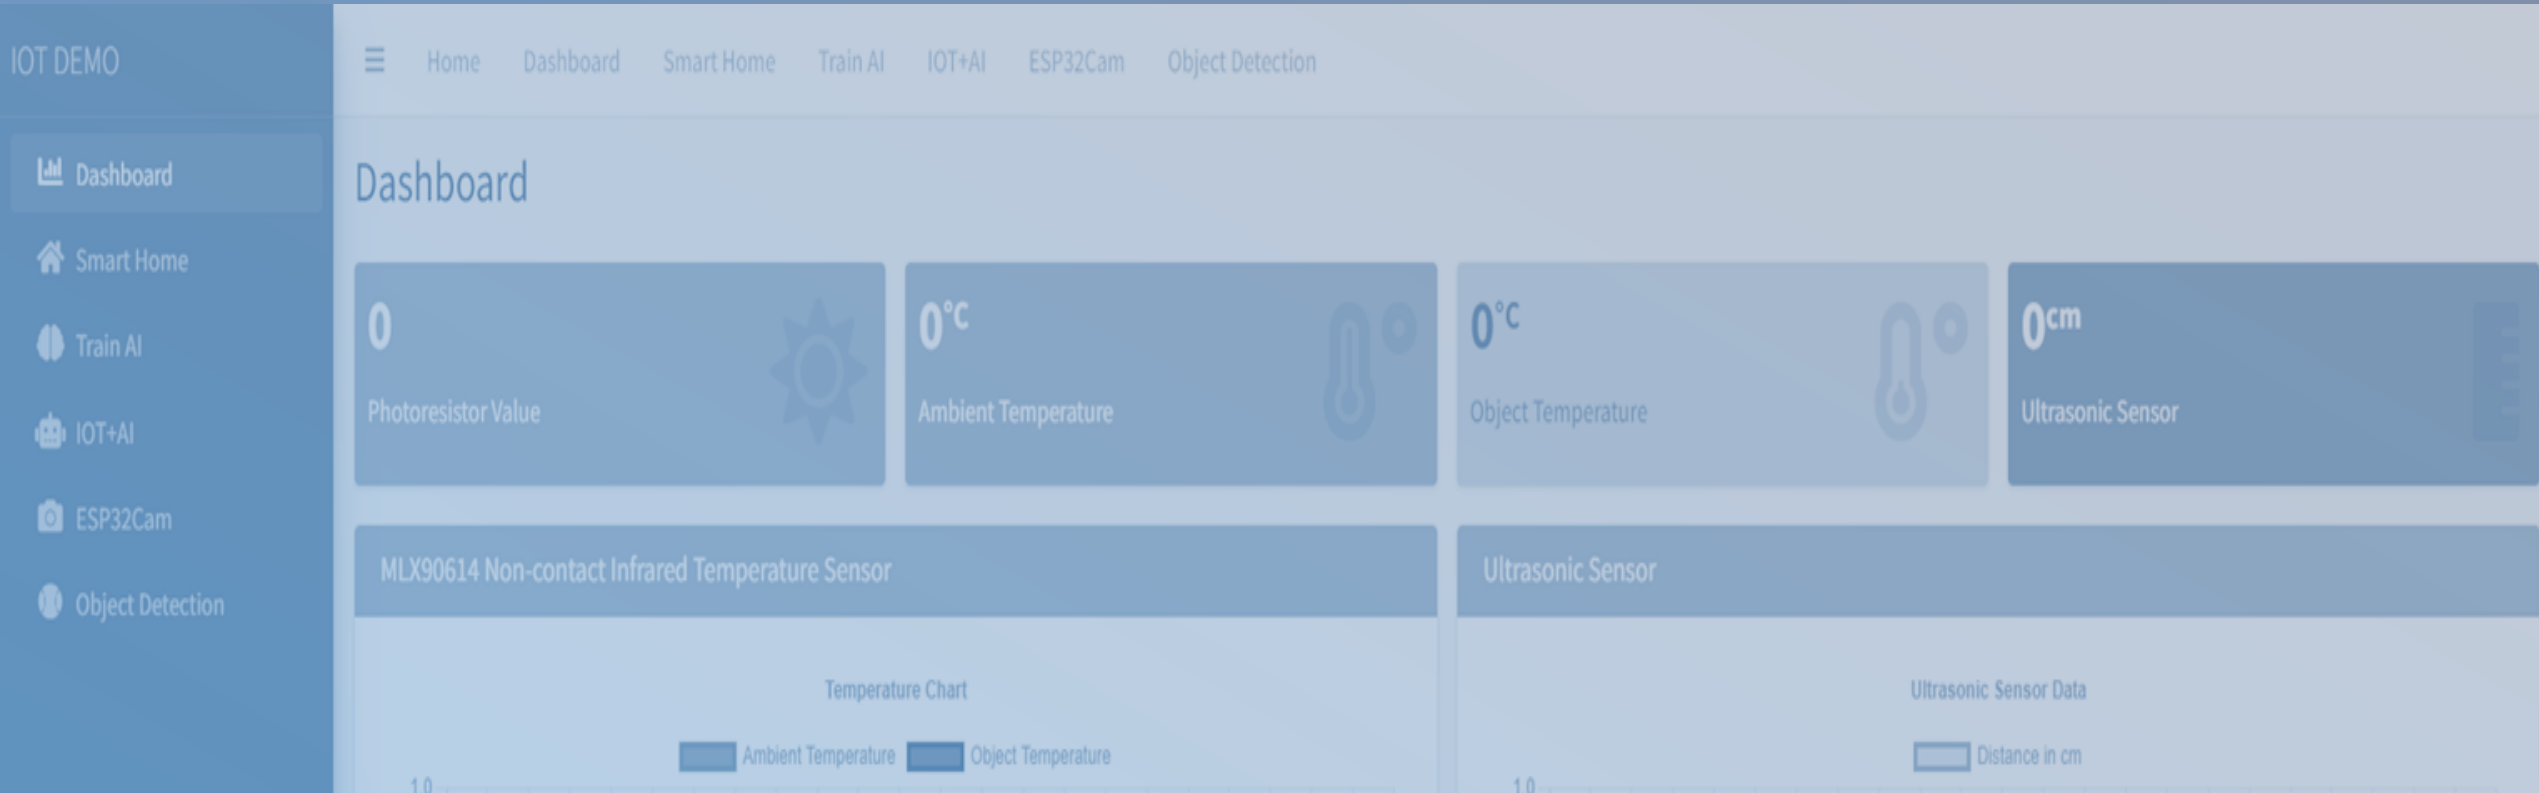 IOT DEMO
Home Dashboard Smart Home Train AI IOT+AI ESP32Cam Object Detection
Dashboard
Smart Home
Train AI
IOT+AI
ESP32Cam
Object Detection
Dashboard
0
Photoresistor Value
0°C
Ambient Temperature
0°C
Object Temperature
0cm
Ultrasonic Sensor
MLX90614 Non-contact Infrared Temperature Sensor
Temperature Chart
Ambient Temperature Object Temperature
1.0
Ultrasonic Sensor
Ultrasonic Sensor Data
Distance in cm
1.0